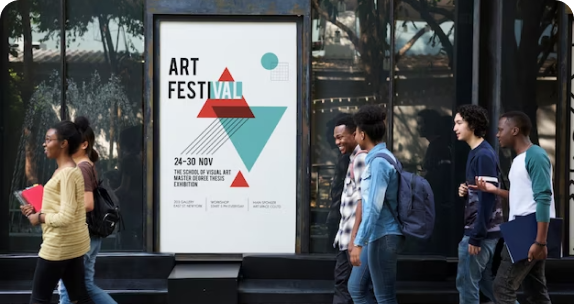 ART
FESTIVAL
24-30 NOV
THE SCHOOL OF VISUAL ART
MASTER DEGREE THESIS
EXHIBITION